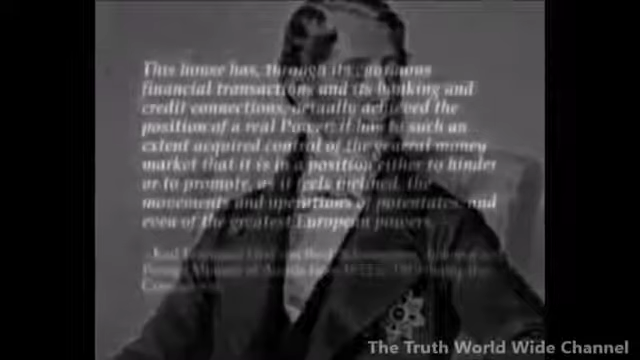 This house has, through its enormous
financial transactions and its banking and
credit connections, actually achieved the
position of a real Power; it has to such an
extent acquired control of the general money
market that it is in a position either to hinder
or to promote, as it feels inclined, the
movements and operations of potentates, and
even of the greatest European powers.
The Truth World Wide Channel